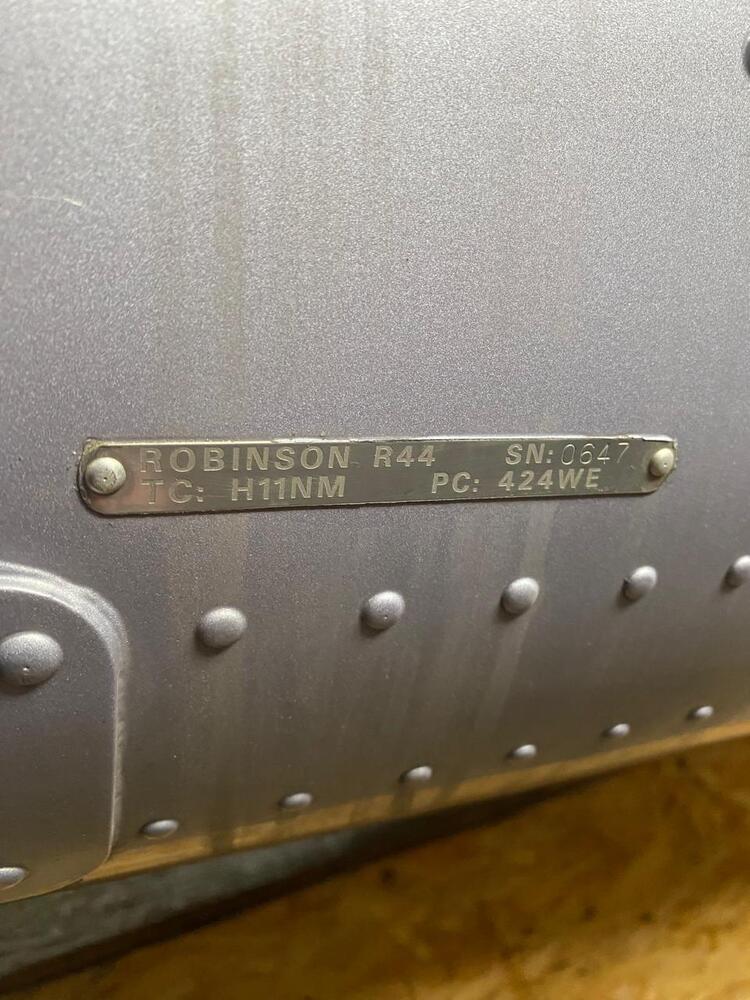 ROBINSON R44 SN: 0647
TC: H11NM PC: 424WE